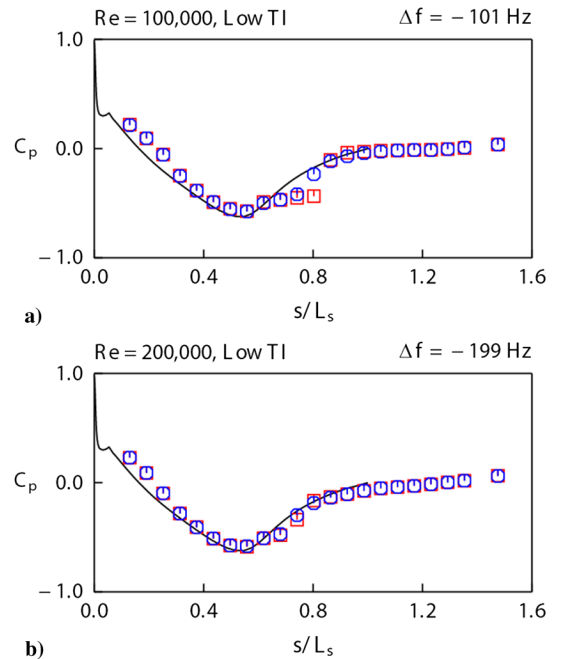 Re = 100,000, Low TI Δf = − 101 Hz
1.0
Cp
0.0
− 1.0
0.0 0.4 0.8 1.2 1.6
s/Ls
a)
Re = 200,000, Low TI Δf = − 199 Hz
1.0
Cp
0.0
− 1.0
0.0 0.4 0.8 1.2 1.6
s/Ls
b)